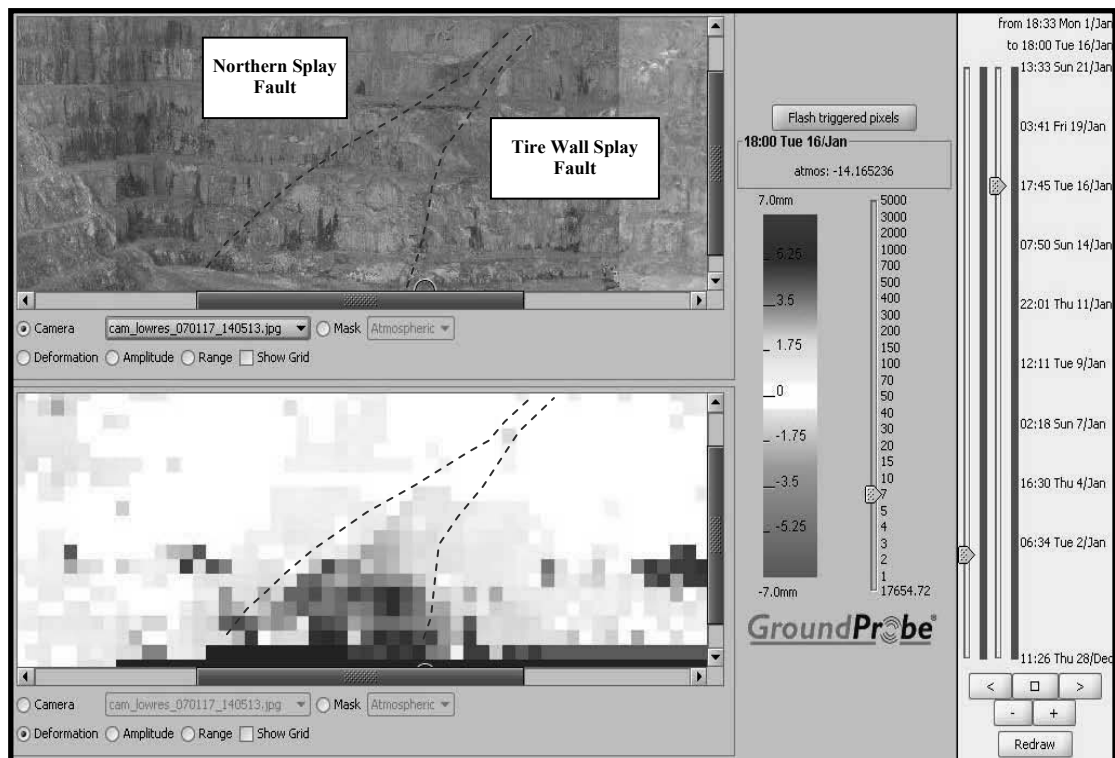 Northern Splay
Fault
Tire Wall Splay
Fault
Camera
cam_lowres_070117_140513.jpg
Mask
Atmospheric
Deformation
Amplitude
Range
Show Grid
Camera
cam_lowres_070117_140513.jpg
Mask
Atmospheric
Deformation
Amplitude
Range
Show Grid
Flash triggered pixels
18:00 Tue 16/Jan
atmos: -14.165236
7.0mm
5.25
3.5
1.75
0
-1.75
-3.5
-5.25
-7.0mm
5000
3000
2000
1000
700
500
400
300
200
150
100
70
50
40
30
20
15
10
7
5
4
3
2
1
17654.72
GroundProbe®
from 18:33 Mon 1/Jan
to 18:00 Tue 16/Jan
13:33 Sun 21/Jan
03:41 Fri 19/Jan
17:45 Tue 16/Jan
07:50 Sun 14/Jan
22:01 Thu 11/Jan
12:11 Tue 9/Jan
02:18 Sun 7/Jan
16:30 Thu 4/Jan
06:34 Tue 2/Jan
11:26 Thu 28/Dec
< >
- +
Redraw